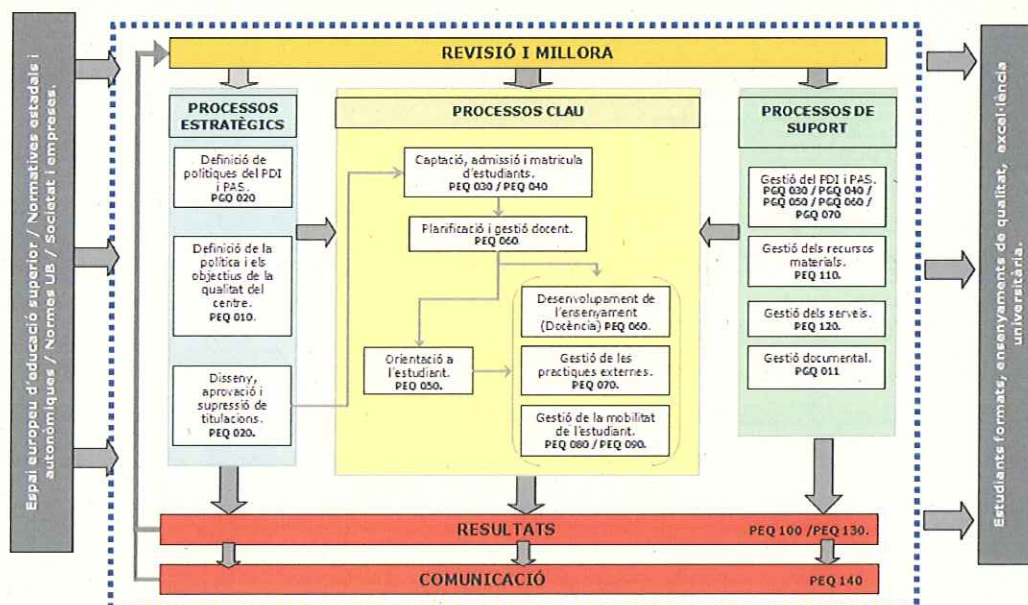 Espai europeu d'educació superior / Normatives estadals i
autonòmiques / Normes UB / Societat i empreses.
REVISIÓ I MILLORA
PROCESSOS
ESTRATÈGICS
Definició de
polítiques del PDI
i PAS.
PGQ 020
Definició de la
política i els
objectius de la
qualitat del
centre.
PEQ 010.
Disseny,
aprovació i
supressió de
titulacions.
PEQ 020.
PROCESSOS CLAU
Captació, admissió i matricula
d'estudiants.
PEQ 030 / PEQ 040
Planificació i gestió docent.
PEQ 060.
Orientació a
l'estudiant.
PEQ 050.
Desenvolupament de
l'ensenyament
(Docència) PEQ 060.
Gestió de les
practiques externes.
PEQ 070.
Gestió de la mobilitat
de l'estudiant.
PEQ 080 / PEQ 090.
PROCESSOS DE
SUPORT
Gestió del PDI i PAS.
PGQ 030 / PGQ 040 /
PGQ 050 / PGQ 060 /
PGQ 070
Gestió dels recursos
materials.
PEQ 110.
Gestió dels serveis.
PEQ 120.
Gestió documental.
PGQ 011
RESULTATS
PEQ 100 /PEQ 130.
COMUNICACIÓ
PEQ 140
Estudiants formats, ensenyaments de qualitat, excel·lència
universitària.